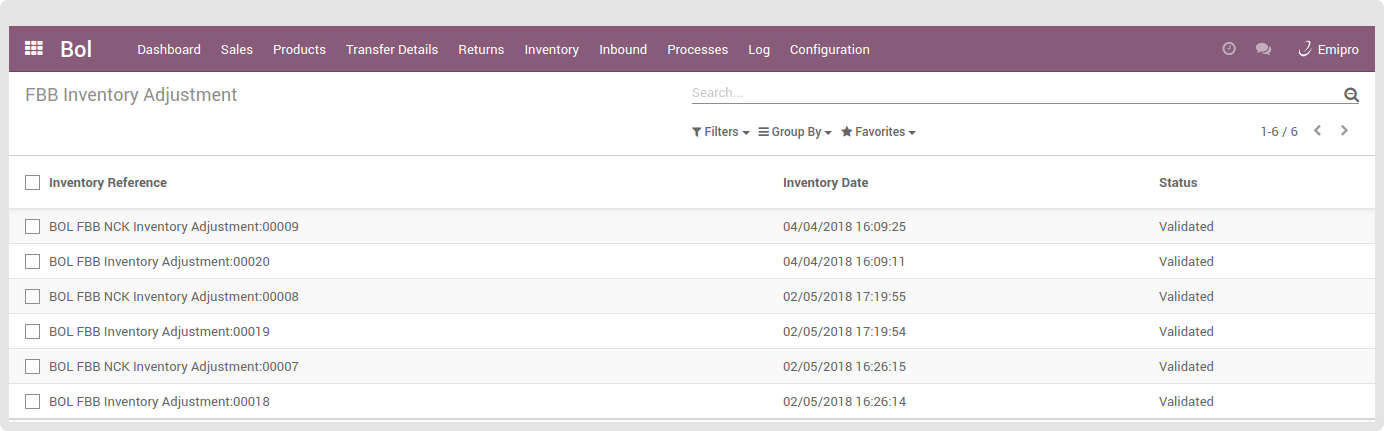 Bol Dashboard Sales Products Transfer Details Returns Inventory Inbound Processes Log Configuration Emipro
FBB Inventory Adjustment Search...
Filters Group By Favorites 1-6 / 6
Inventory Reference Inventory Date Status
BOL FBB NCK Inventory Adjustment:00009 04/04/2018 16:09:25 Validated
BOL FBB Inventory Adjustment:00020 04/04/2018 16:09:11 Validated
BOL FBB NCK Inventory Adjustment:00008 02/05/2018 17:19:55 Validated
BOL FBB Inventory Adjustment:00019 02/05/2018 17:19:54 Validated
BOL FBB NCK Inventory Adjustment:00007 02/05/2018 16:26:15 Validated
BOL FBB Inventory Adjustment:00018 02/05/2018 16:26:14 Validated